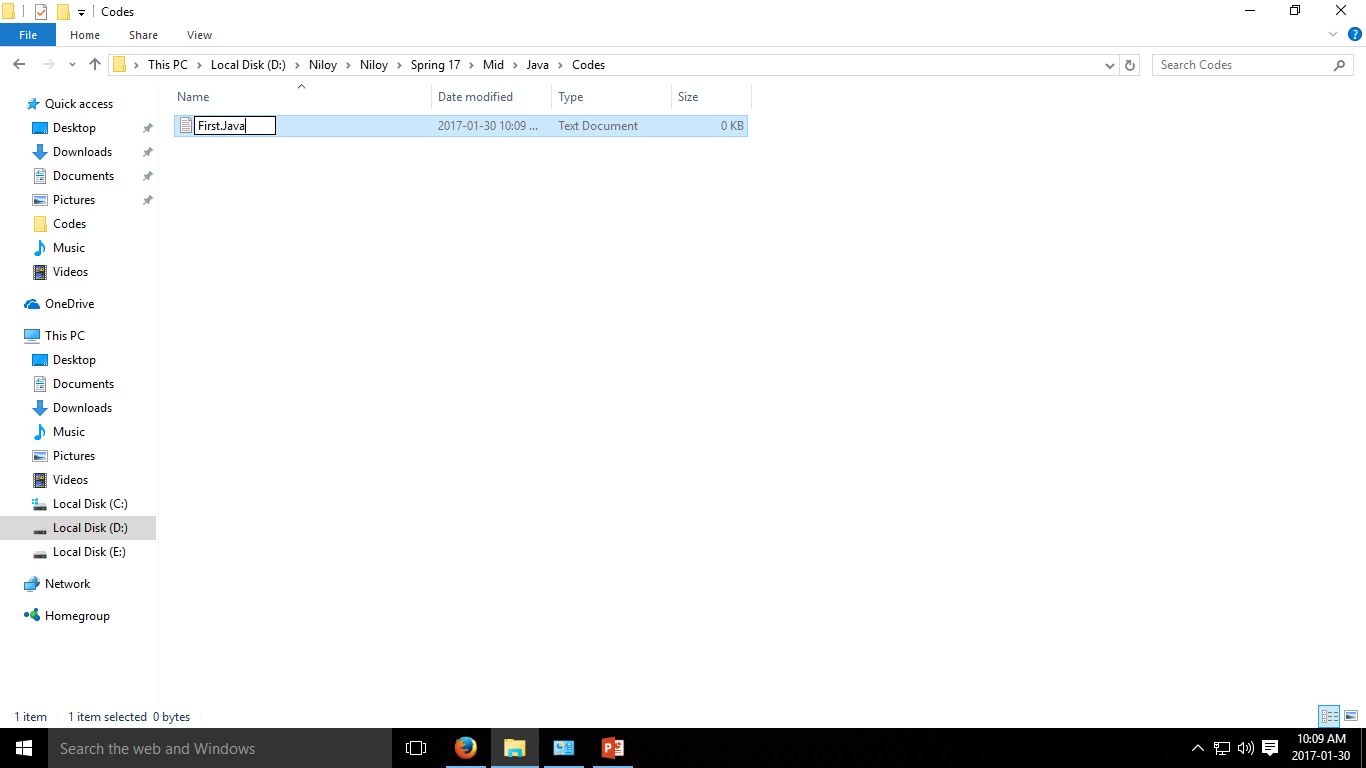 Codes
File Home Share View
This PC Local Disk (D:) Niloy Niloy Spring 17 Mid Java Codes
Search Codes
Name Date modified Type Size
First.Java 2017-01-30 10:09 ... Text Document 0 KB
Quick access
Desktop
Downloads
Documents
Pictures
Codes
Music
Videos
OneDrive
This PC
Desktop
Documents
Downloads
Music
Pictures
Videos
Local Disk (C:)
Local Disk (D:)
Local Disk (E:)
Network
Homegroup
1 item 1 item selected 0 bytes
Search the web and Windows
10:09 AM
2017-01-30